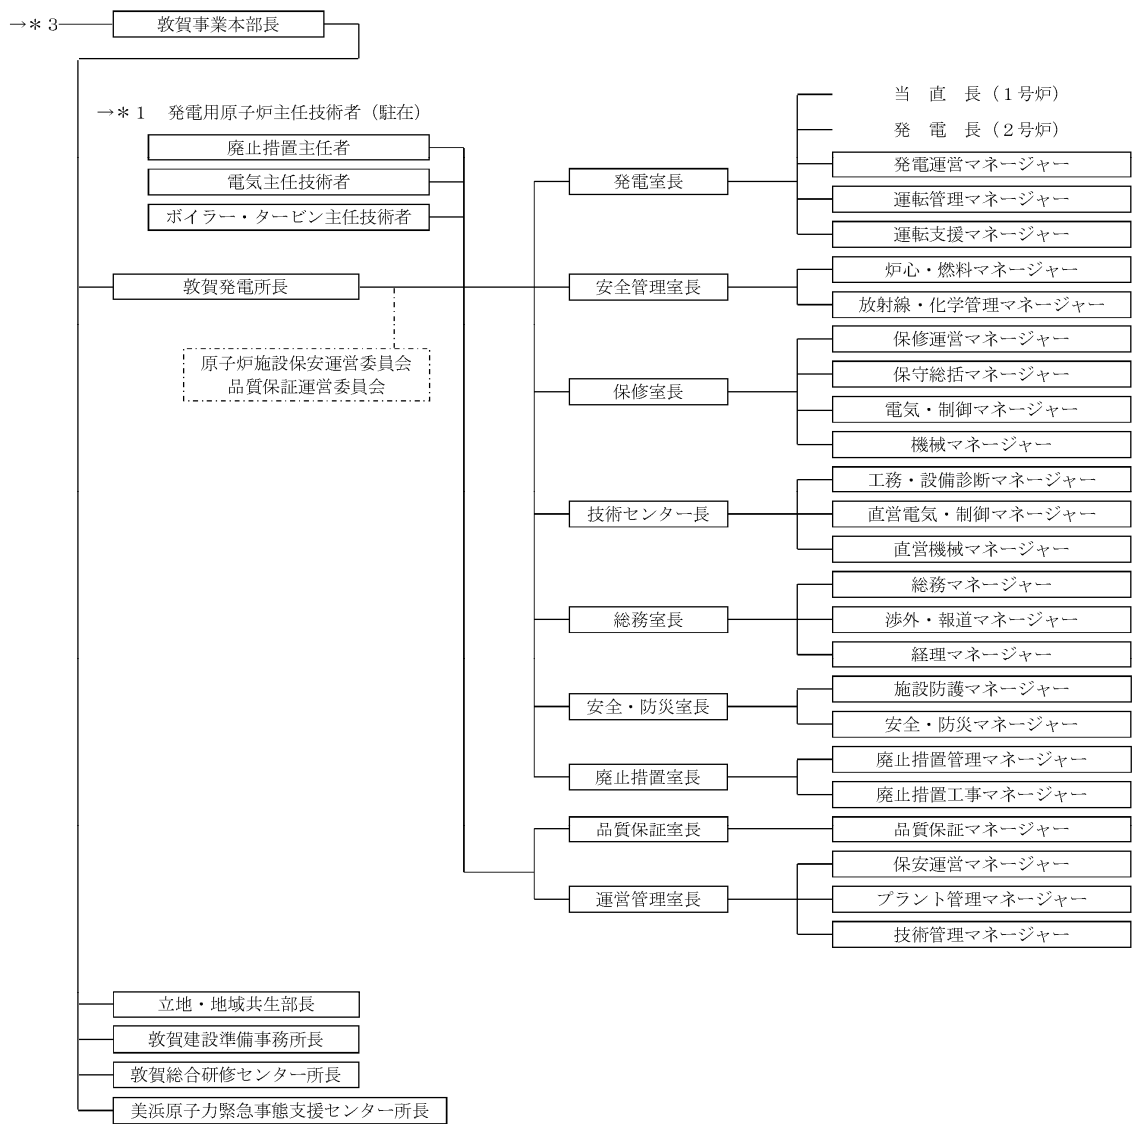 →＊３
敦賀事業本部長
→＊１　発電用原子炉主任技術者（駐在）
廃止措置主任者
電気主任技術者
ボイラー・タービン主任技術者
敦賀発電所長
原子炉施設保安運営委員会
品質保証運営委員会
発電室長
当　直　長（１号炉）
発　電　長（２号炉）
発電運営マネージャー
運転管理マネージャー
運転支援マネージャー
安全管理室長
炉心・燃料マネージャー
放射線・化学管理マネージャー
保修室長
保修運営マネージャー
保守総括マネージャー
電気・制御マネージャー
機械マネージャー
技術センター長
工務・設備診断マネージャー
直営電気・制御マネージャー
直営機械マネージャー
総務室長
総務マネージャー
渉外・報道マネージャー
経理マネージャー
安全・防災室長
施設防護マネージャー
安全・防災マネージャー
廃止措置室長
廃止措置管理マネージャー
廃止措置工事マネージャー
品質保証室長
品質保証マネージャー
運営管理室長
保安運営マネージャー
プラント管理マネージャー
技術管理マネージャー
立地・地域共生部長
敦賀建設準備事務所長
敦賀総合研修センター所長
美浜原子力緊急事態支援センター所長